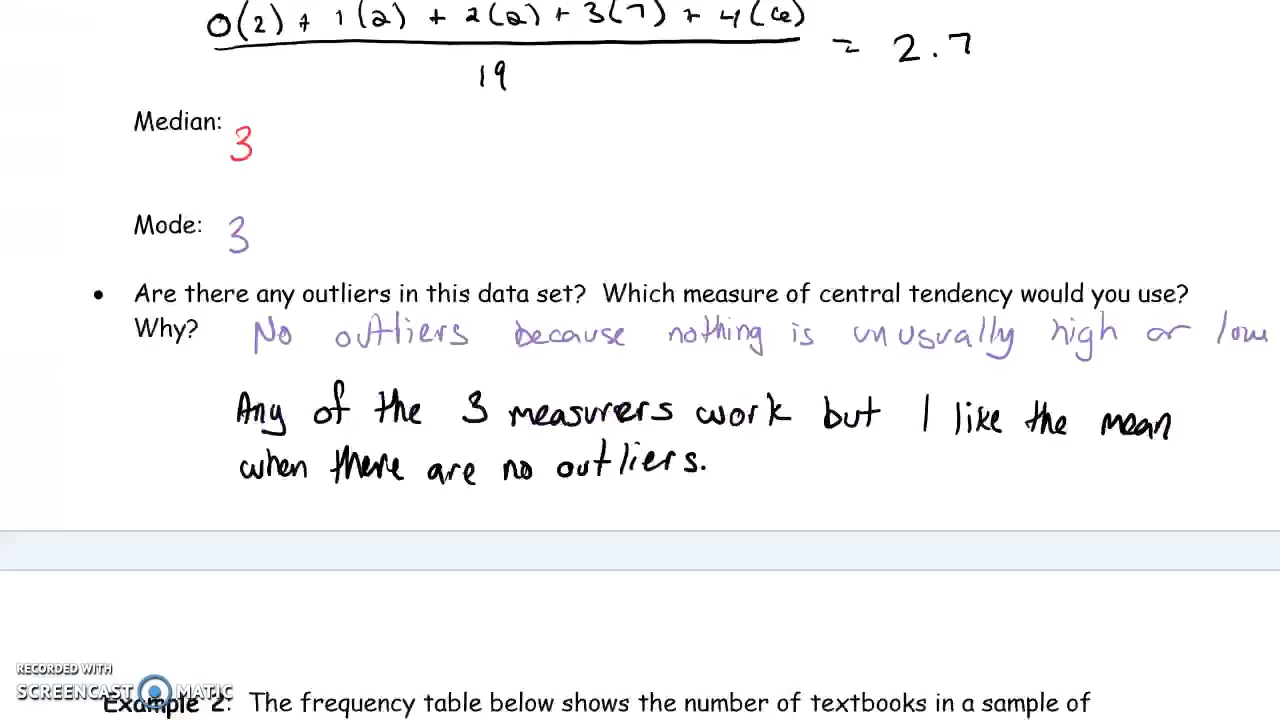 0(2) + 1(2) + 2(2) + 3(7) + 4(6)
= 2.7
19
Median: 3
Mode: 3
• Are there any outliers in this data set? Which measure of central tendency would you use?
Why? No outliers because nothing is unusually high or low
Any of the 3 measurers work but I like the mean
when there are no outliers.
RECORDED WITH
SCREENCAST MATIC
Example 2: The frequency table below shows the number of textbooks in a sample of